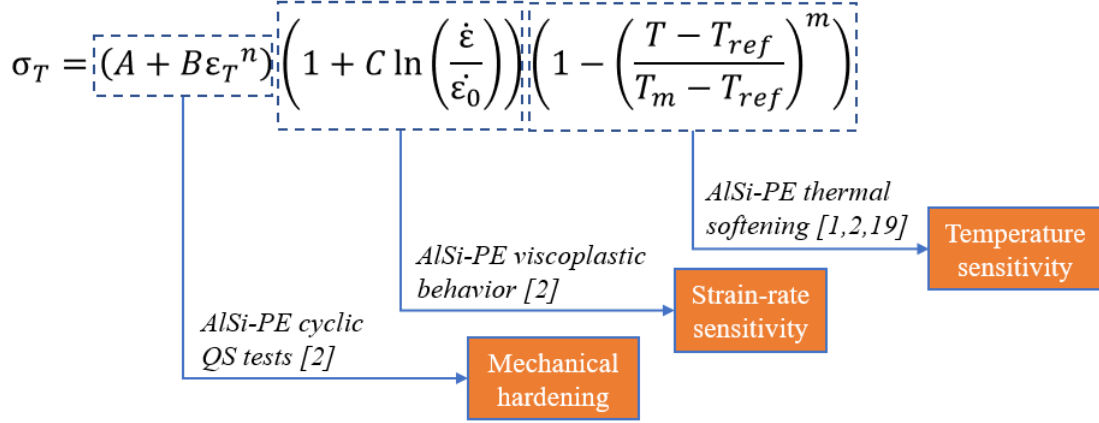 σ_T = (A + Bε_T^n)(1 + C ln(ε̇/ε̇_0))(1 − ((T − T_ref)/(T_m − T_ref))^m)
AlSi-PE thermal
softening [1,2,19]
Temperature
sensitivity
AlSi-PE viscoplastic
behavior [2]
Strain-rate
sensitivity
AlSi-PE cyclic
QS tests [2]
Mechanical
hardening